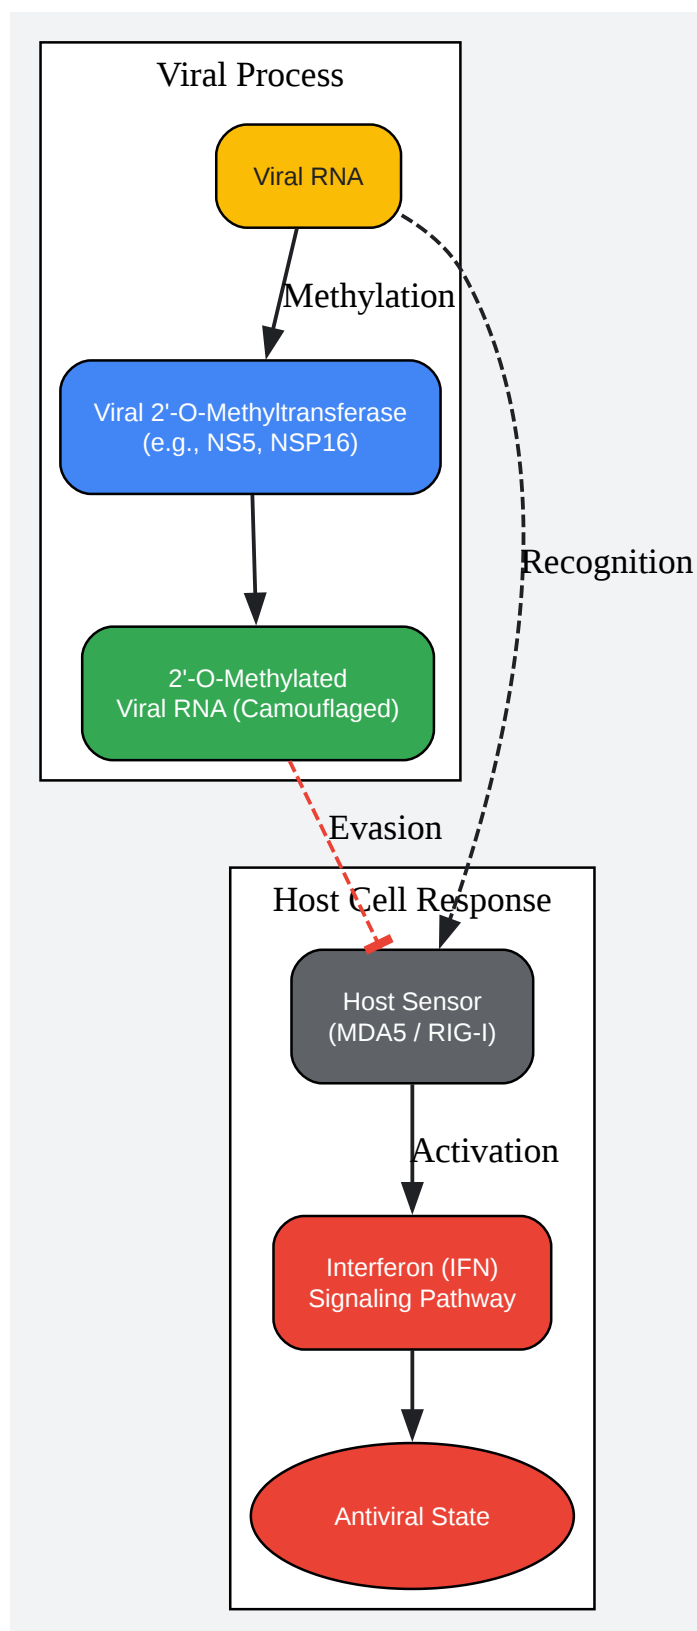 Viral Process
Viral RNA
Methylation
Viral 2'-O-Methyltransferase
(e.g., NS5, NSP16)
Recognition
2'-O-Methylated
Viral RNA (Camouflaged)
Evasion
Host Cell Response
Host Sensor
(MDA5 / RIG-I)
Activation
Interferon (IFN)
Signaling Pathway
Antiviral State